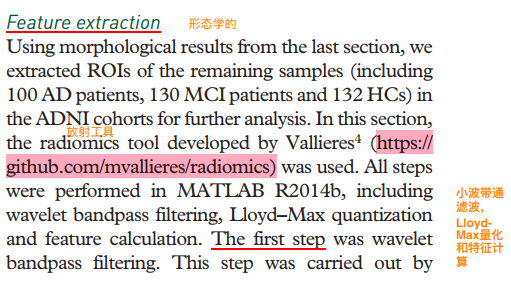 Feature extraction
形态学的
Using morphological results from the last section, we
extracted ROIs of the remaining samples (including
100 AD patients, 130 MCI patients and 132 HCs) in
the ADNI cohorts for further analysis. In this section,
放射工具
the radiomics tool developed by Vallieres⁴ (https://
github.com/mvallieres/radiomics) was used. All steps
were performed in MATLAB R2014b, including
wavelet bandpass filtering, Lloyd–Max quantization
and feature calculation. The first step was wavelet
bandpass filtering. This step was carried out by
小波带通
滤波，
Lloyd-
Max量化
和特征计
算